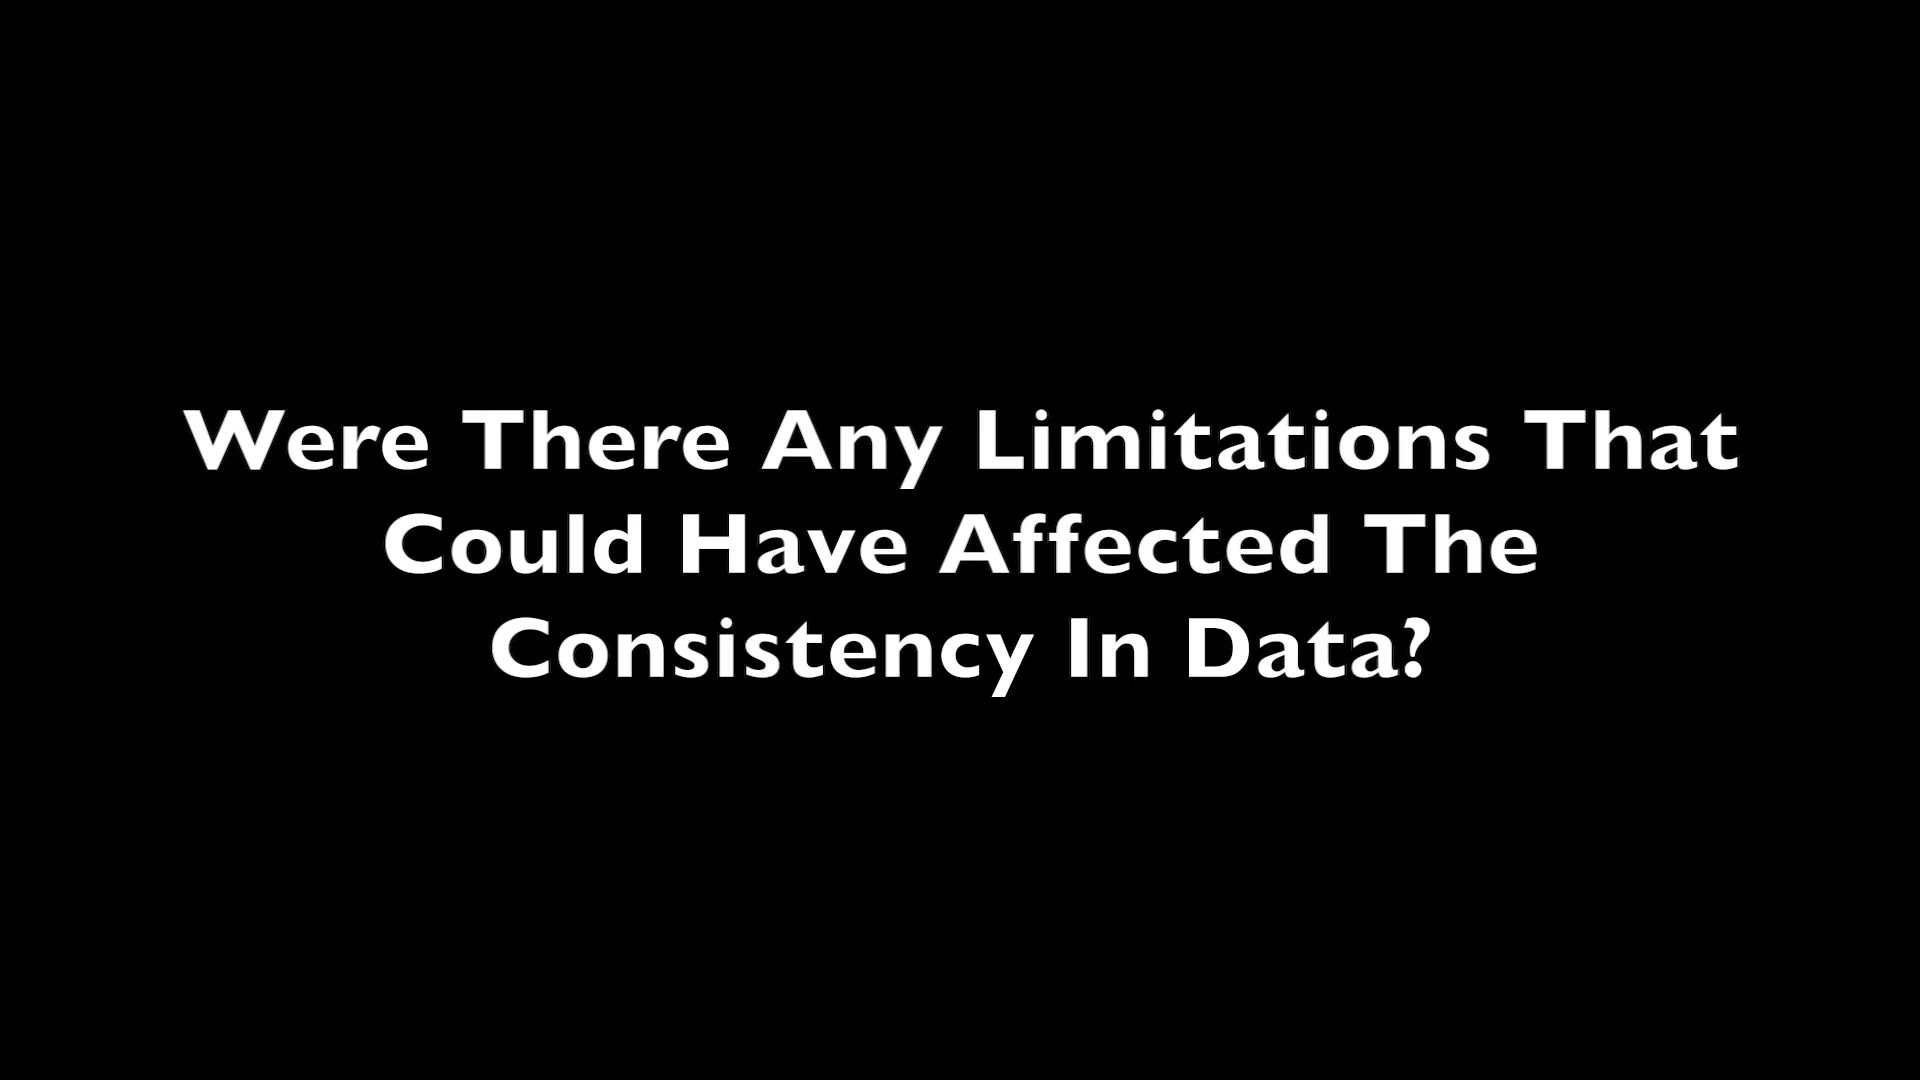 Were There Any Limitations That
Could Have Affected The
Consistency In Data?